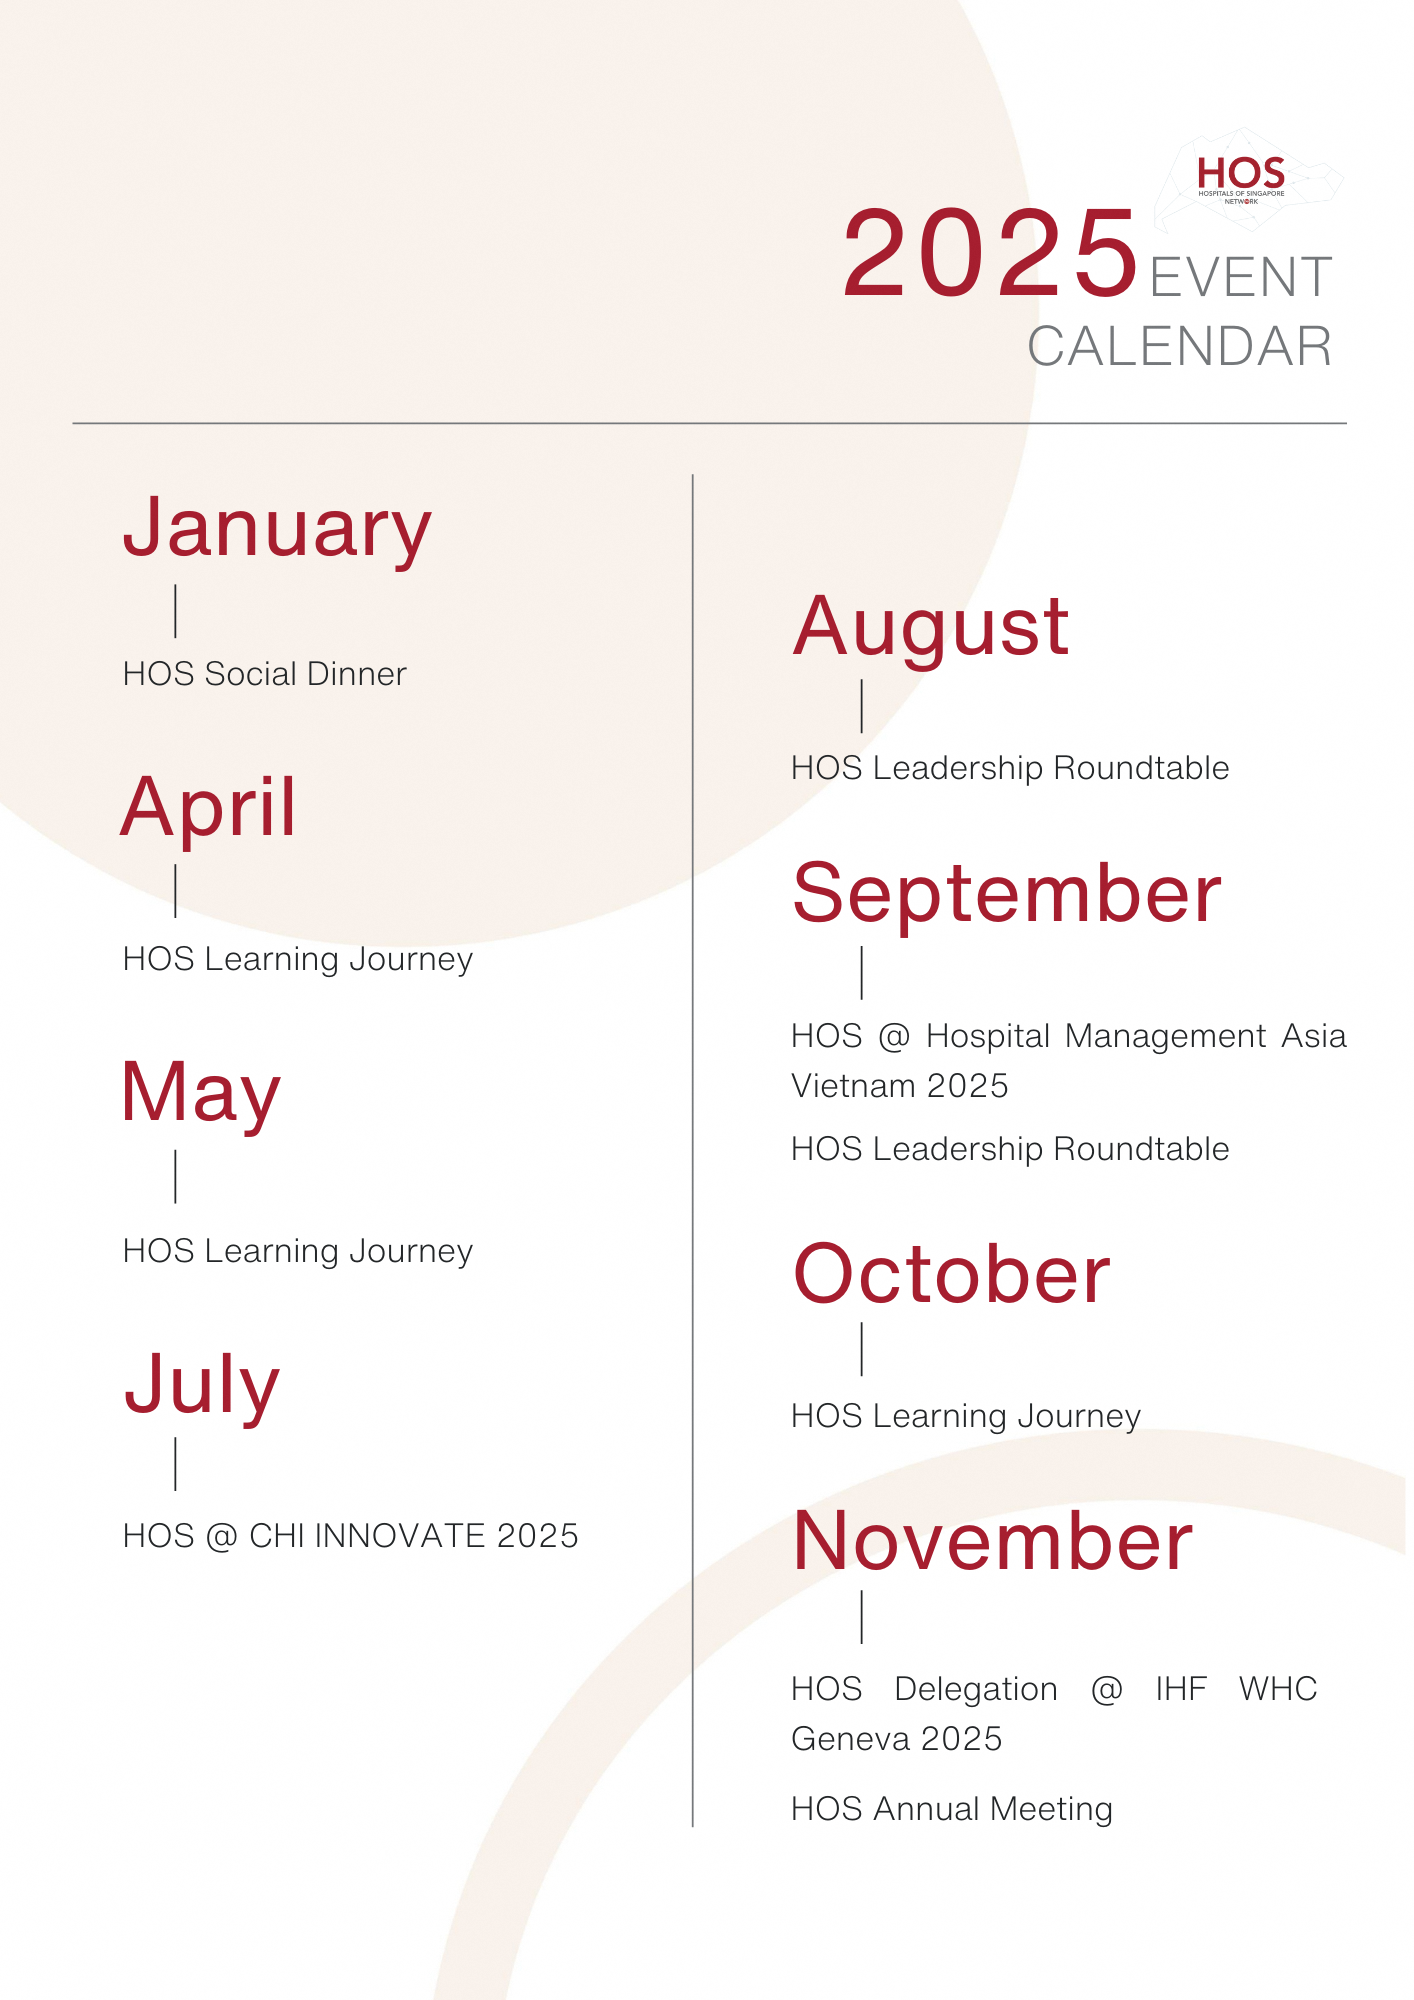 HOS
HOSPITALS OF SINGAPORE
NETWORK
2025 EVENT
CALENDAR
January
HOS Social Dinner
April
HOS Learning Journey
May
HOS Learning Journey
July
HOS @ CHI INNOVATE 2025
August
HOS Leadership Roundtable
September
HOS @ Hospital Management Asia
Vietnam 2025
HOS Leadership Roundtable
October
HOS Learning Journey
November
HOS Delegation @ IHF WHC
Geneva 2025
HOS Annual Meeting